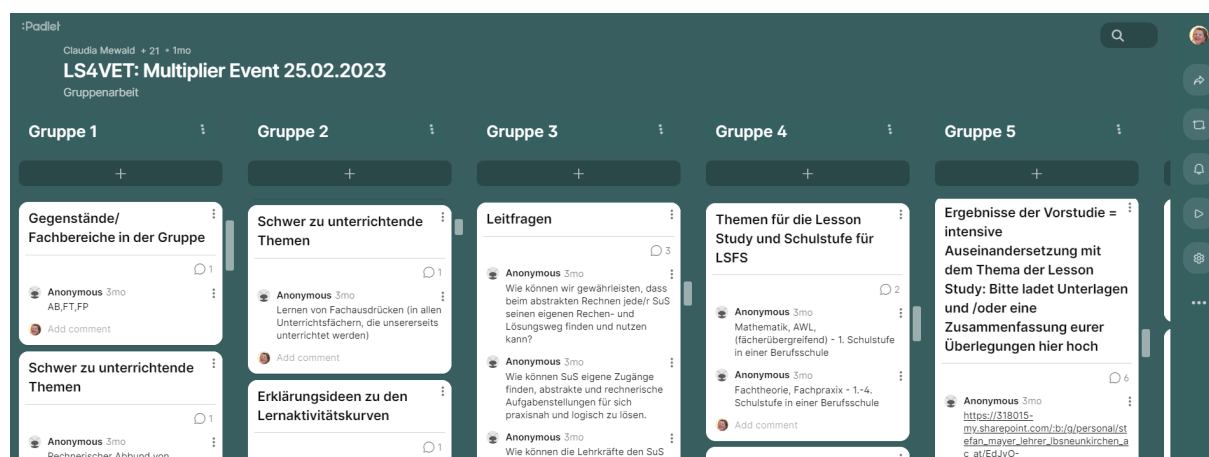 :Padlet
Claudia Mewald + 21 • 1mo
LS4VET: Multiplier Event 25.02.2023
Gruppenarbeit
Gruppe 1
Gegenstände/
Fachbereiche in der Gruppe
1
Anonymous 3mo
AB,FT,FP
Add comment
Schwer zu unterrichtende
Themen
1
Anonymous 3mo
Rechnerischer Abbund von
Gruppe 2
Schwer zu unterrichtende
Themen
1
Anonymous 3mo
Lernen von Fachausdrücken (in allen
Unterrichtsfächern, die unsererseits
unterrichtet werden)
Add comment
Erklärungsideen zu den
Lernaktivitätskurven
1
Gruppe 3
Leitfragen
3
Anonymous 3mo
Wie können wir gewährleisten, dass
beim abstrakten Rechnen jede/r SuS
seinen eigenen Rechen- und
Lösungsweg finden und nutzen
kann?
Anonymous 3mo
Wie können SuS eigene Zugänge
finden, abstrakte und rechnerische
Aufgabenstellungen für sich
praxisnah und logisch zu lösen.
Anonymous 3mo
Wie können die Lehrkräfte den SuS
Gruppe 4
Themen für die Lesson
Study und Schulstufe für
LSFS
2
Anonymous 3mo
Mathematik, AWL,
(fächerübergreifend) - 1. Schulstufe
in einer Berufsschule
Anonymous 3mo
Fachtheorie, Fachpraxis - 1.-4.
Schulstufe in einer Berufsschule
Add comment
Gruppe 5
Ergebnisse der Vorstudie =
intensive
Auseinandersetzung mit
dem Thema der Lesson
Study: Bitte ladet Unterlagen
und /oder eine
Zusammenfassung eurer
Überlegungen hier hoch
6
Anonymous 3mo
https://318015-
my.sharepoint.com/:b:/g/personal/st
efan_mayer_lehrer_lbsneunkirchen_a
c_at/EdJvO-